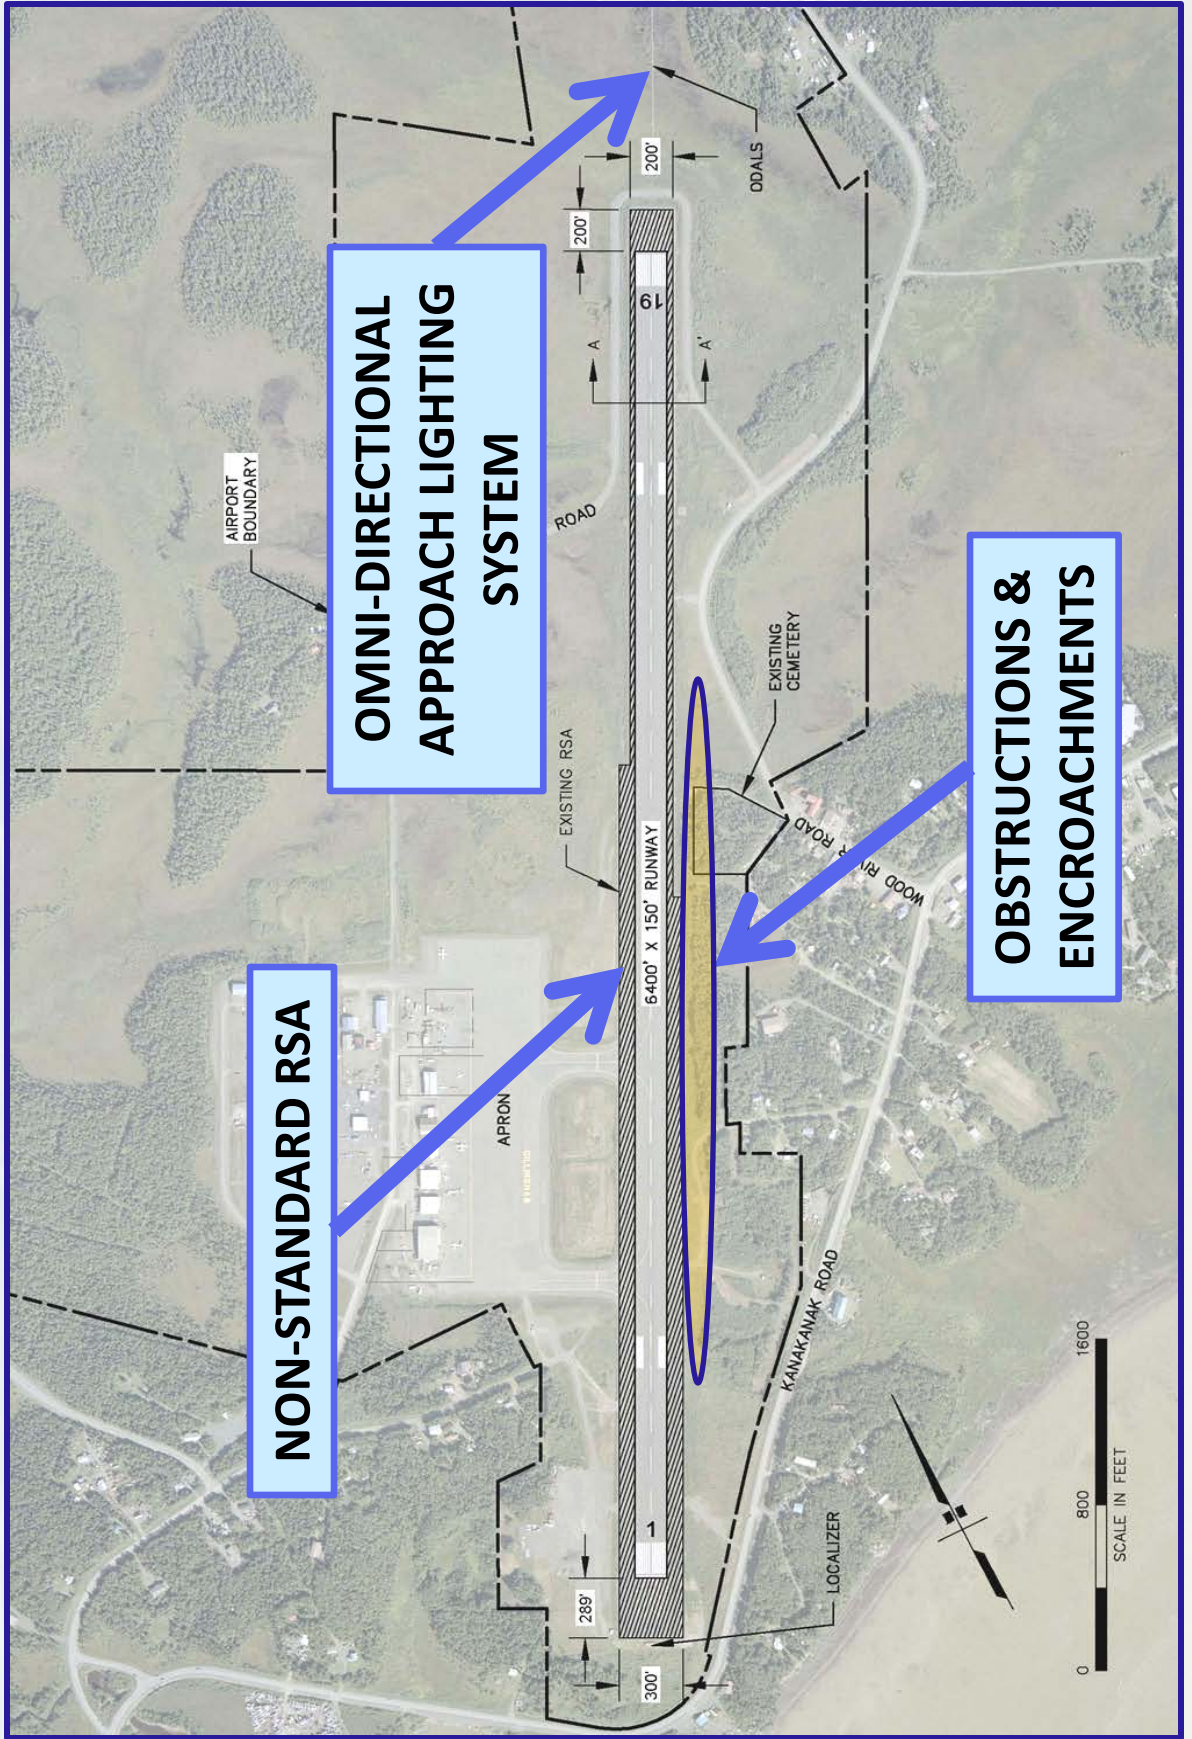 OMNI-DIRECTIONAL
APPROACH LIGHTING
SYSTEM
NON-STANDARD RSA
OBSTRUCTIONS &
ENCROACHMENTS
AIRPORT
BOUNDARY
EXISTING RSA
ROAD
ODALS
200'
200'
19
A
A'
6400' X 150' RUNWAY
EXISTING
CEMETERY
WOOD RIVER ROAD
APRON
DILLINGHAM
KANAKANAK ROAD
1
289'
300'
LOCALIZER
0 800 1600
SCALE IN FEET